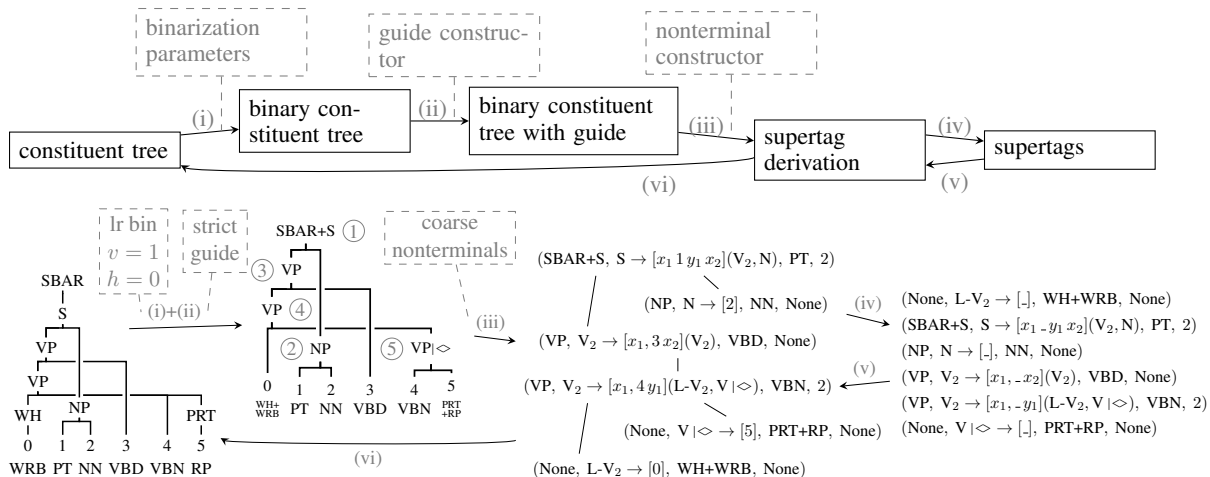 binarization
parameters
guide construc-
tor
nonterminal
constructor
(i)
binary con-
stituent tree
(ii)
binary constituent
tree with guide
(iii)
constituent tree
supertag
derivation
(iv)
supertags
(v)
(vi)
lr bin
v = 1
h = 0
strict
guide
(i)+(ii)
SBAR
S
VP
VP
WH NP PRT
0 1 2 3 4 5
WRB PT NN VBD VBN RP
SBAR+S 1
3 VP
VP 4
2 NP 5 VP|<>
0 1 2 3 4 5
WH+
WRB PT NN VBD VBN PRT
+RP
coarse
nonterminals
(iii)
(SBAR+S, S → [x₁ 1 y₁ x₂](V₂, N), PT, 2)
(NP, N → [2], NN, None)
(VP, V₂ → [x₁, 3 x₂](V₂), VBD, None)
(VP, V₂ → [x₁, 4 y₁](L-V₂, V|<>), VBN, 2)
(None, V|<> → [5], PRT+RP, None)
(None, L-V₂ → [0], WH+WRB, None)
(iv)
(v)
(vi)
(None, L-V₂ → [_], WH+WRB, None)
(SBAR+S, S → [x₁ _ y₁ x₂](V₂, N), PT, 2)
(NP, N → [_], NN, None)
(VP, V₂ → [x₁, _ x₂](V₂), VBD, None)
(VP, V₂ → [x₁, _ y₁](L-V₂, V|<>), VBN, 2)
(None, V|<> → [_], PRT+RP, None)